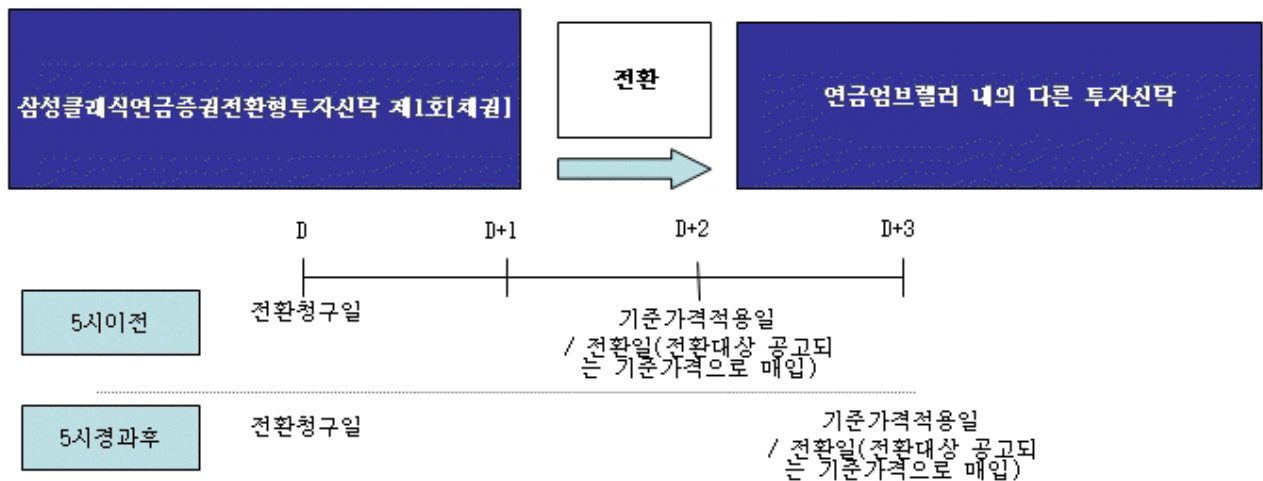 삼성클래식연금증권전환형투자신탁 제1호[채권]
전환
연금엄브렐러 내의 다른 투자신탁
D
D+1
D+2
D+3
5시이전
전환청구일
기준가격적용일
/ 전환일(전환대상 공고되
는 기준가격으로 매입)
5시경과후
전환청구일
기준가격적용일
/ 전환일(전환대상 공고되
는 기준가격으로 매입)